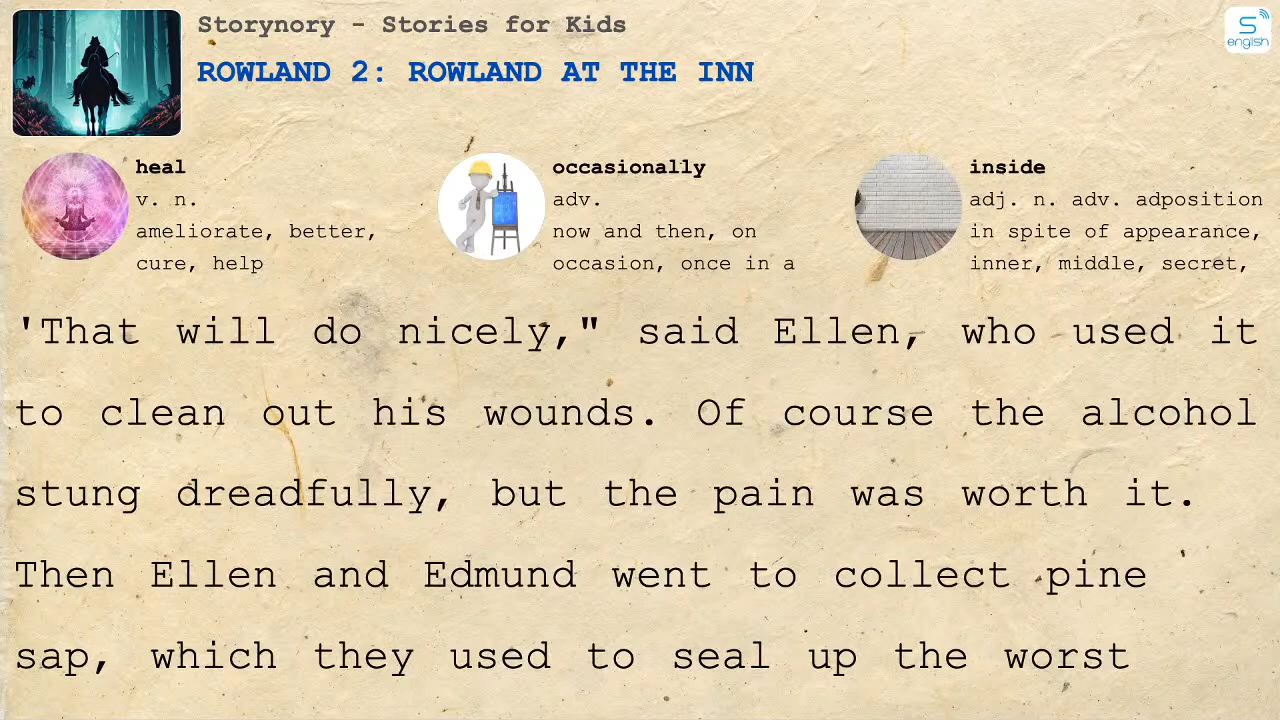 Storynory - Stories for Kids
ROWLAND 2: ROWLAND AT THE INN
S
english
heal
v. n.
ameliorate, better,
cure, help
occasionally
adv.
now and then, on
occasion, once in a
inside
adj. n. adv. adposition
in spite of appearance,
inner, middle, secret,
'That will do nicely," said Ellen, who used it
to clean out his wounds. Of course the alcohol
stung dreadfully, but the pain was worth it.
Then Ellen and Edmund went to collect pine
sap, which they used to seal up the worst